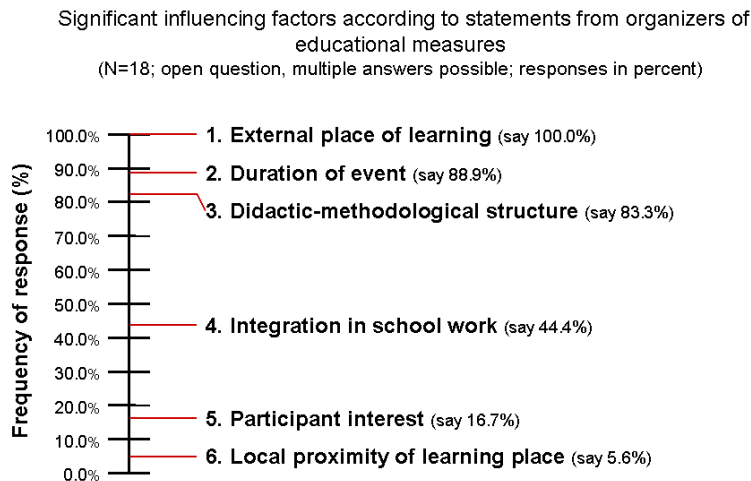 Significant influencing factors according to statements from organizers of
educational measures
(N=18; open question, multiple answers possible; responses in percent)
Frequency of response (%)
100.0%
1. External place of learning (say 100.0%)
90.0%
2. Duration of event (say 88.9%)
80.0%
3. Didactic-methodological structure (say 83.3%)
70.0%
60.0%
50.0%
40.0%
4. Integration in school work (say 44.4%)
30.0%
20.0%
5. Participant interest (say 16.7%)
10.0%
6. Local proximity of learning place (say 5.6%)
0.0%